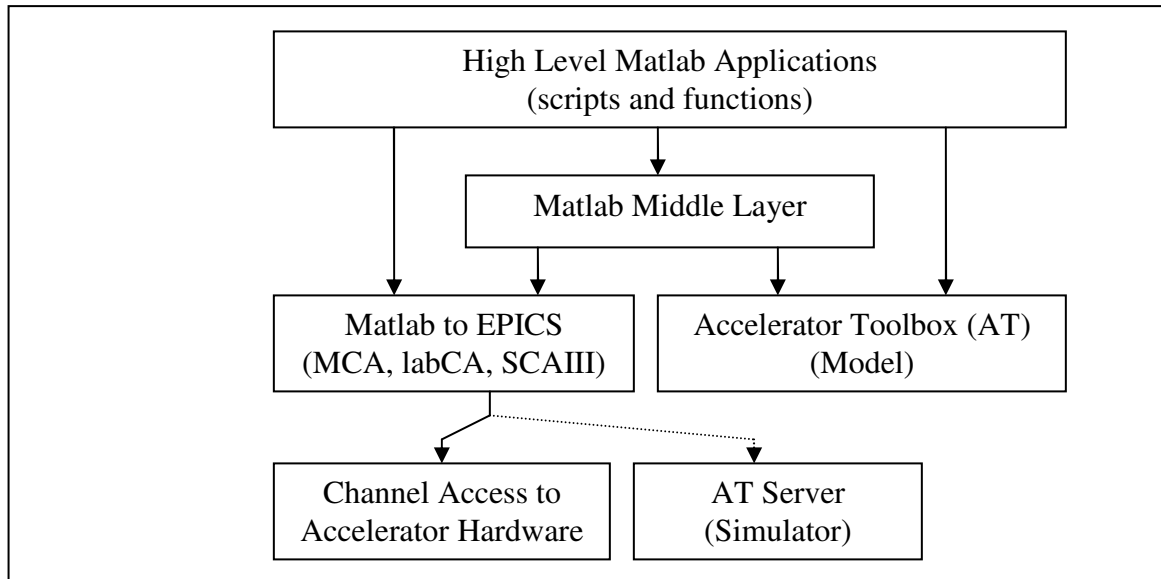 High Level Matlab Applications
(scripts and functions)
Matlab Middle Layer
Matlab to EPICS
(MCA, labCA, SCAIII)
Accelerator Toolbox (AT)
(Model)
Channel Access to
Accelerator Hardware
AT Server
(Simulator)